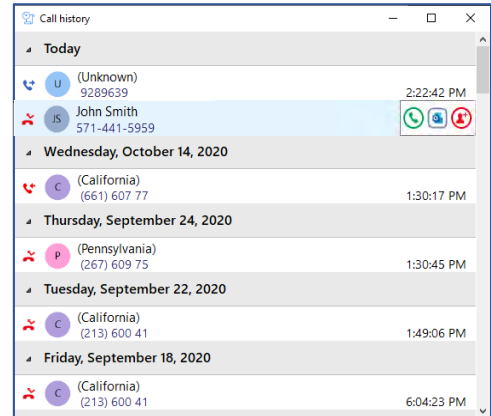 Call history
Today
U
(Unknown)
9289639
2:22:42 PM
JS
John Smith
571-441-5959
Wednesday, October 14, 2020
C
(California)
(661) 607 77
1:30:17 PM
Thursday, September 24, 2020
P
(Pennsylvania)
(267) 609 75
1:30:45 PM
Tuesday, September 22, 2020
C
(California)
(213) 600 41
1:49:06 PM
Friday, September 18, 2020
C
(California)
(213) 600 41
6:04:23 PM